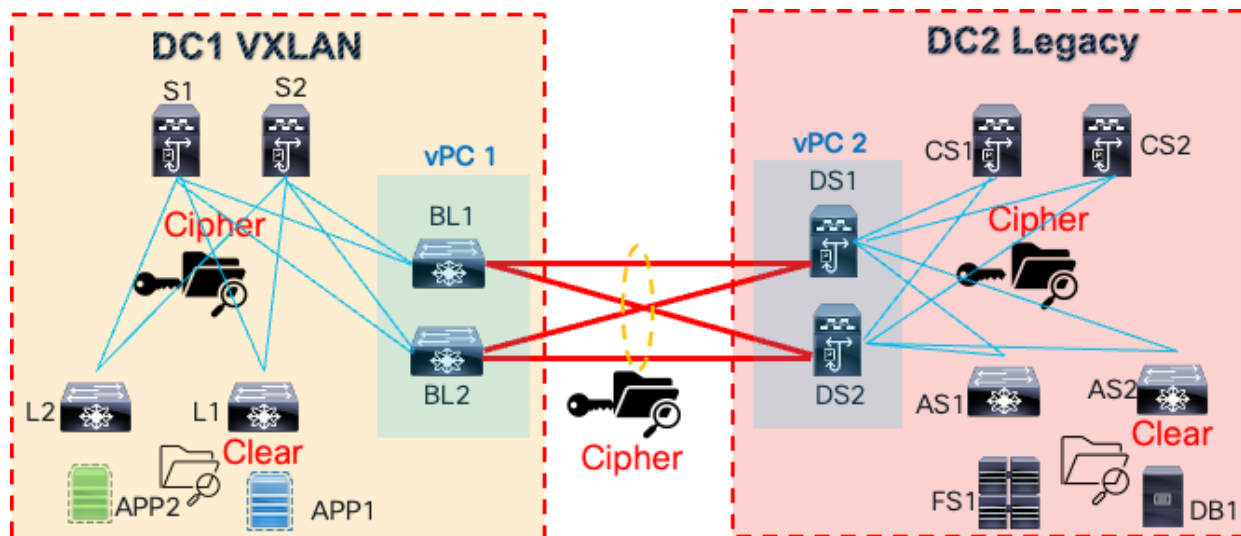 DC1 VXLAN
S1
S2
vPC 1
Cipher
BL1
BL2
L2
L1
Clear
APP2
APP1
Cipher
DC2 Legacy
vPC 2
DS1
DS2
CS1
CS2
Cipher
AS1
AS2
Clear
FS1
DB1